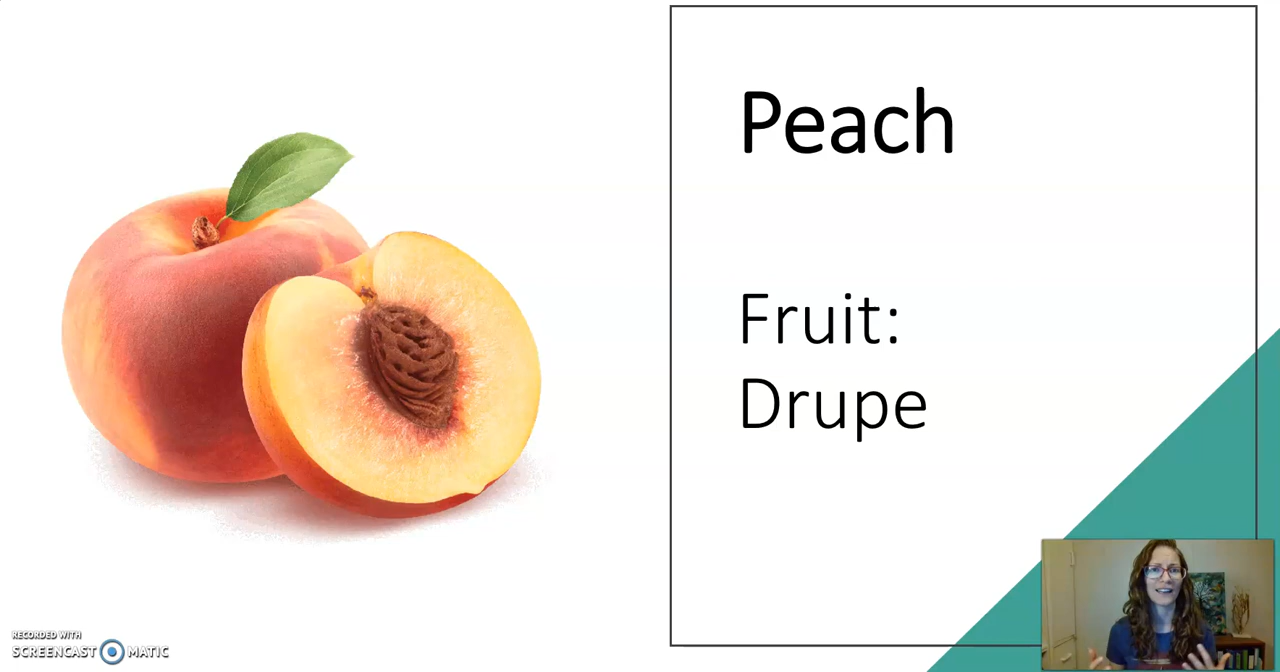 Peach
Fruit:
Drupe
RECORDED WITH
SCREENCAST MATIC